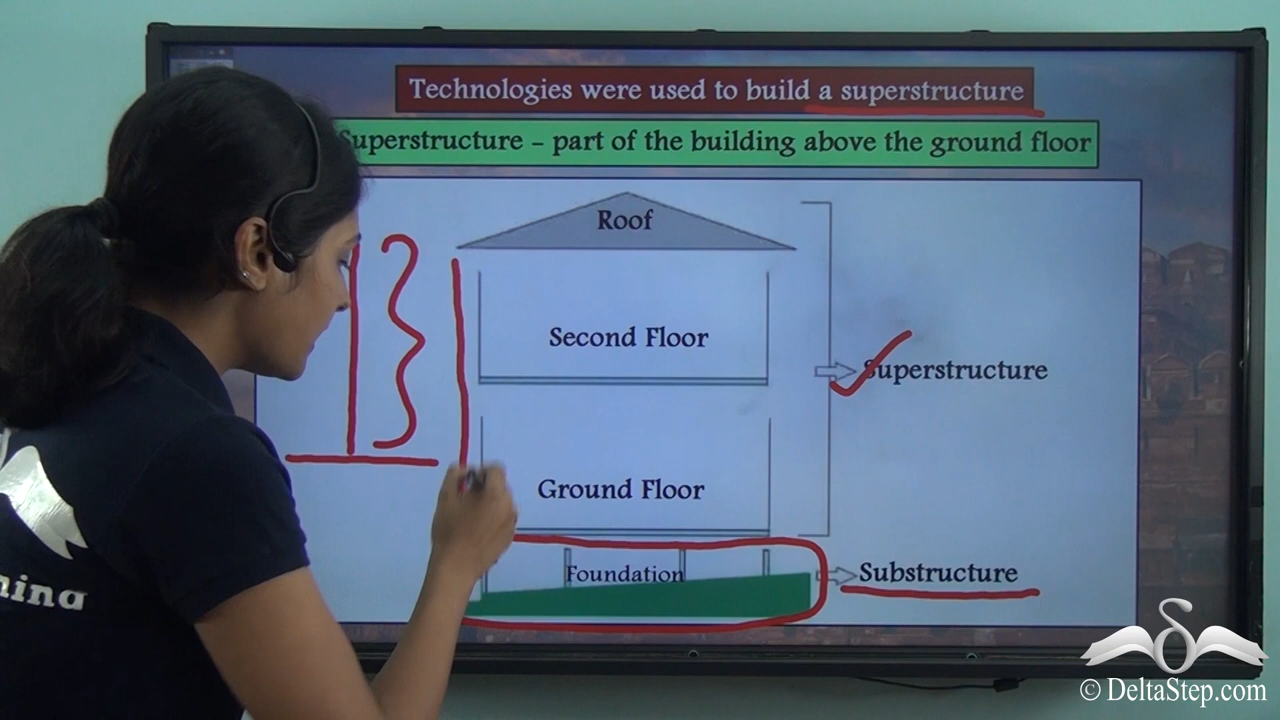 Technologies were used to build a superstructure
Superstructure – part of the building above the ground floor
Roof
Second Floor
Superstructure
Ground Floor
Foundation
Substructure
© DeltaStep.com